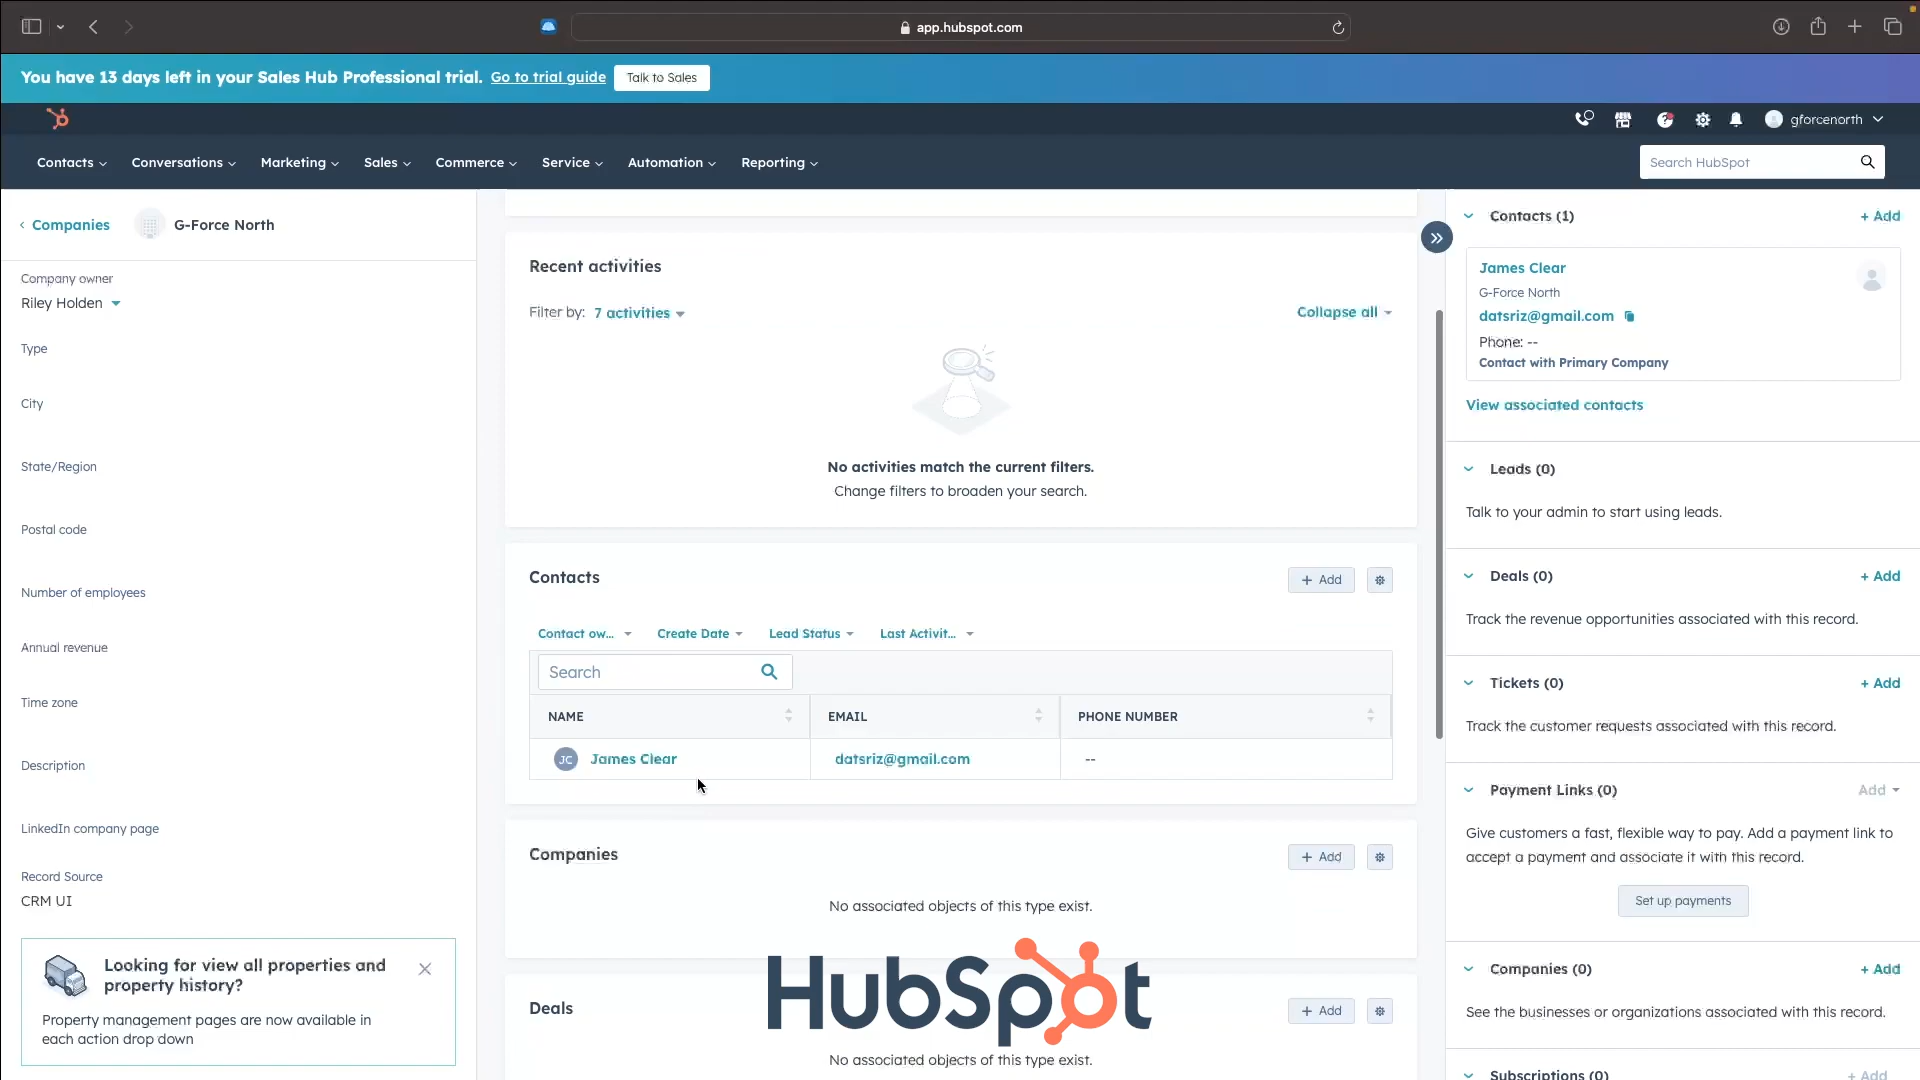 app.hubspot.com
You have 13 days left in your Sales Hub Professional trial. Go to trial guide Talk to Sales
gforcenorth
Contacts Conversations Marketing Sales Commerce Service Automation Reporting
Search HubSpot
Companies G-Force North
Company owner
Riley Holden
Type
City
State/Region
Postal code
Number of employees
Annual revenue
Time zone
Description
LinkedIn company page
Record Source
CRM UI
Looking for view all properties and
property history?
Property management pages are now available in
each action drop down
Recent activities
Filter by: 7 activities Collapse all
No activities match the current filters.
Change filters to broaden your search.
Contacts + Add
Contact ow... Create Date Lead Status Last Activit...
Search
NAME EMAIL PHONE NUMBER
JC James Clear datsriz@gmail.com --
Companies + Add
No associated objects of this type exist.
HubSpot
Deals + Add
No associated objects of this type exist.
Contacts (1) + Add
James Clear
G-Force North
datsriz@gmail.com
Phone: --
Contact with Primary Company
View associated contacts
Leads (0)
Talk to your admin to start using leads.
Deals (0) + Add
Track the revenue opportunities associated with this record.
Tickets (0) + Add
Track the customer requests associated with this record.
Payment Links (0) Add
Give customers a fast, flexible way to pay. Add a payment link to
accept a payment and associate it with this record.
Set up payments
Companies (0) + Add
See the businesses or organizations associated with this record.
Subscriptions (0) + Add